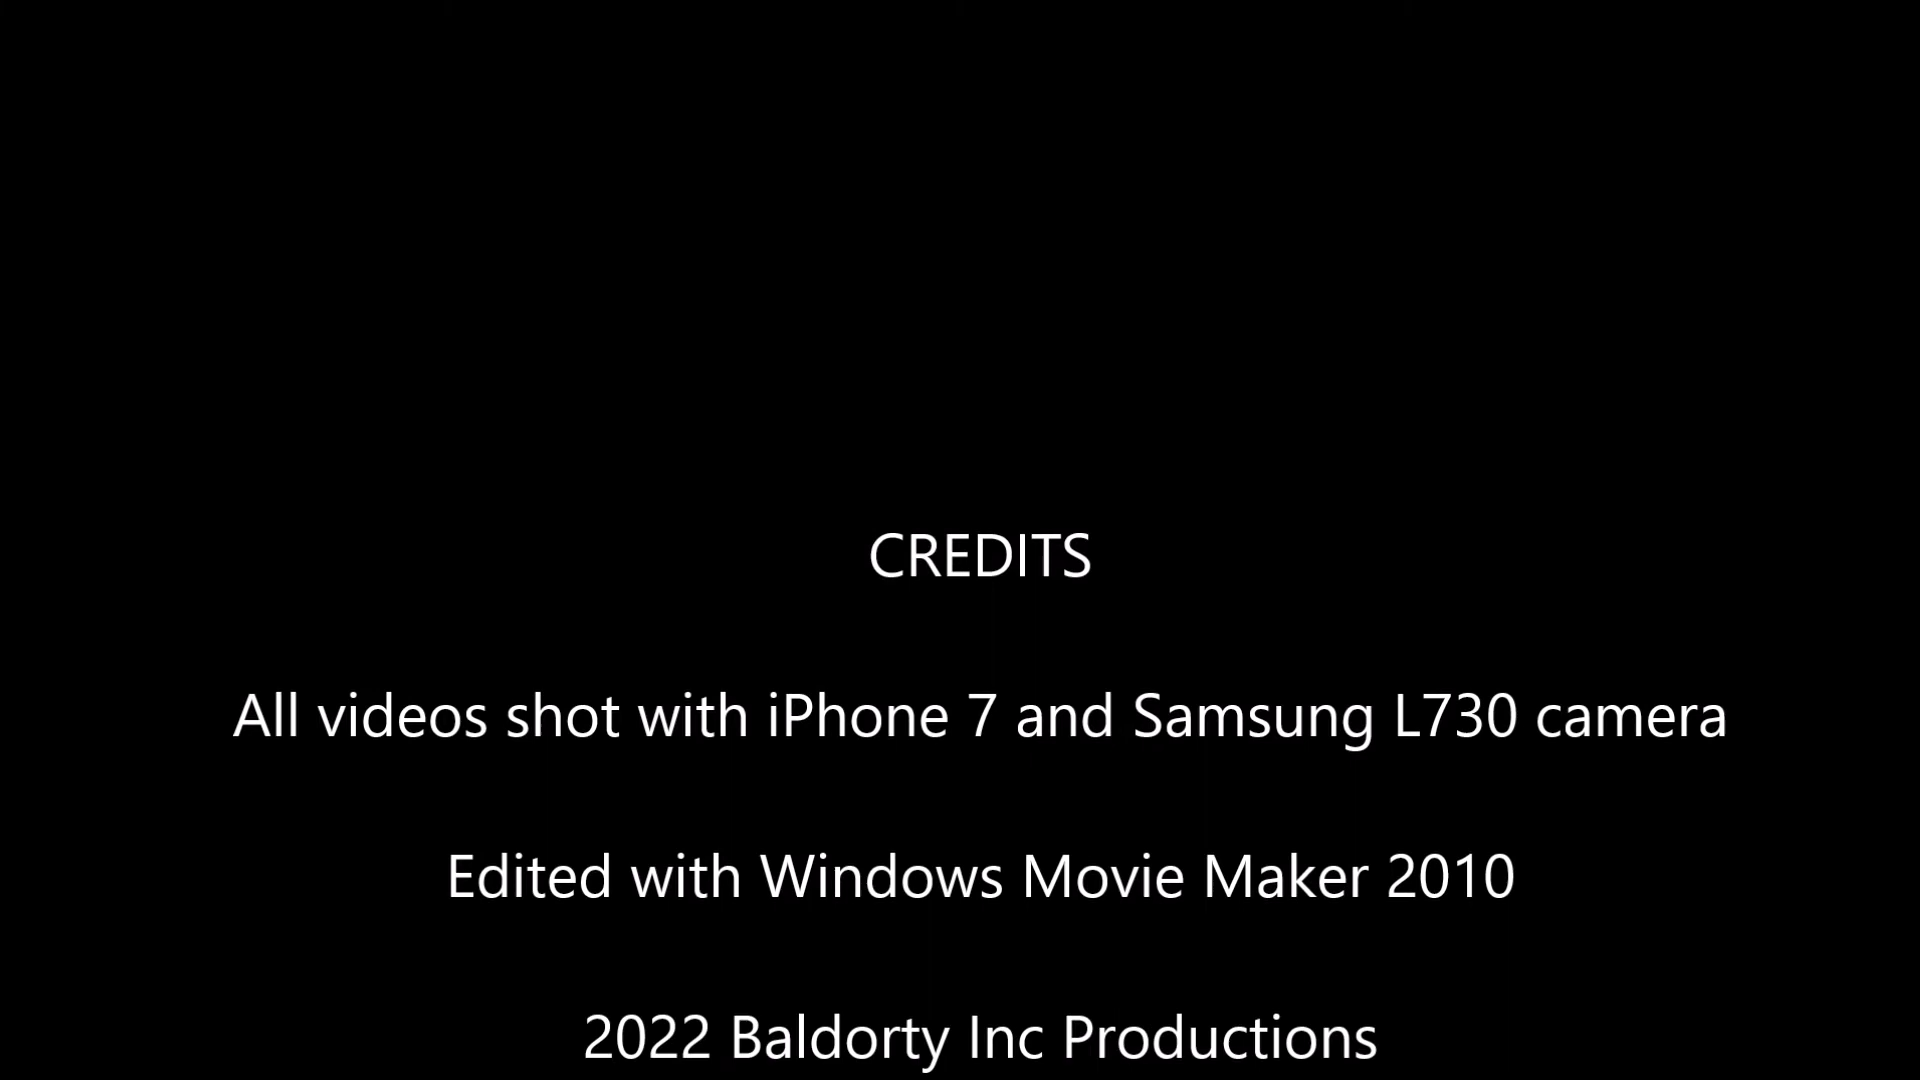 CREDITS
All videos shot with iPhone 7 and Samsung L730 camera
Edited with Windows Movie Maker 2010
2022 Baldorty Inc Productions